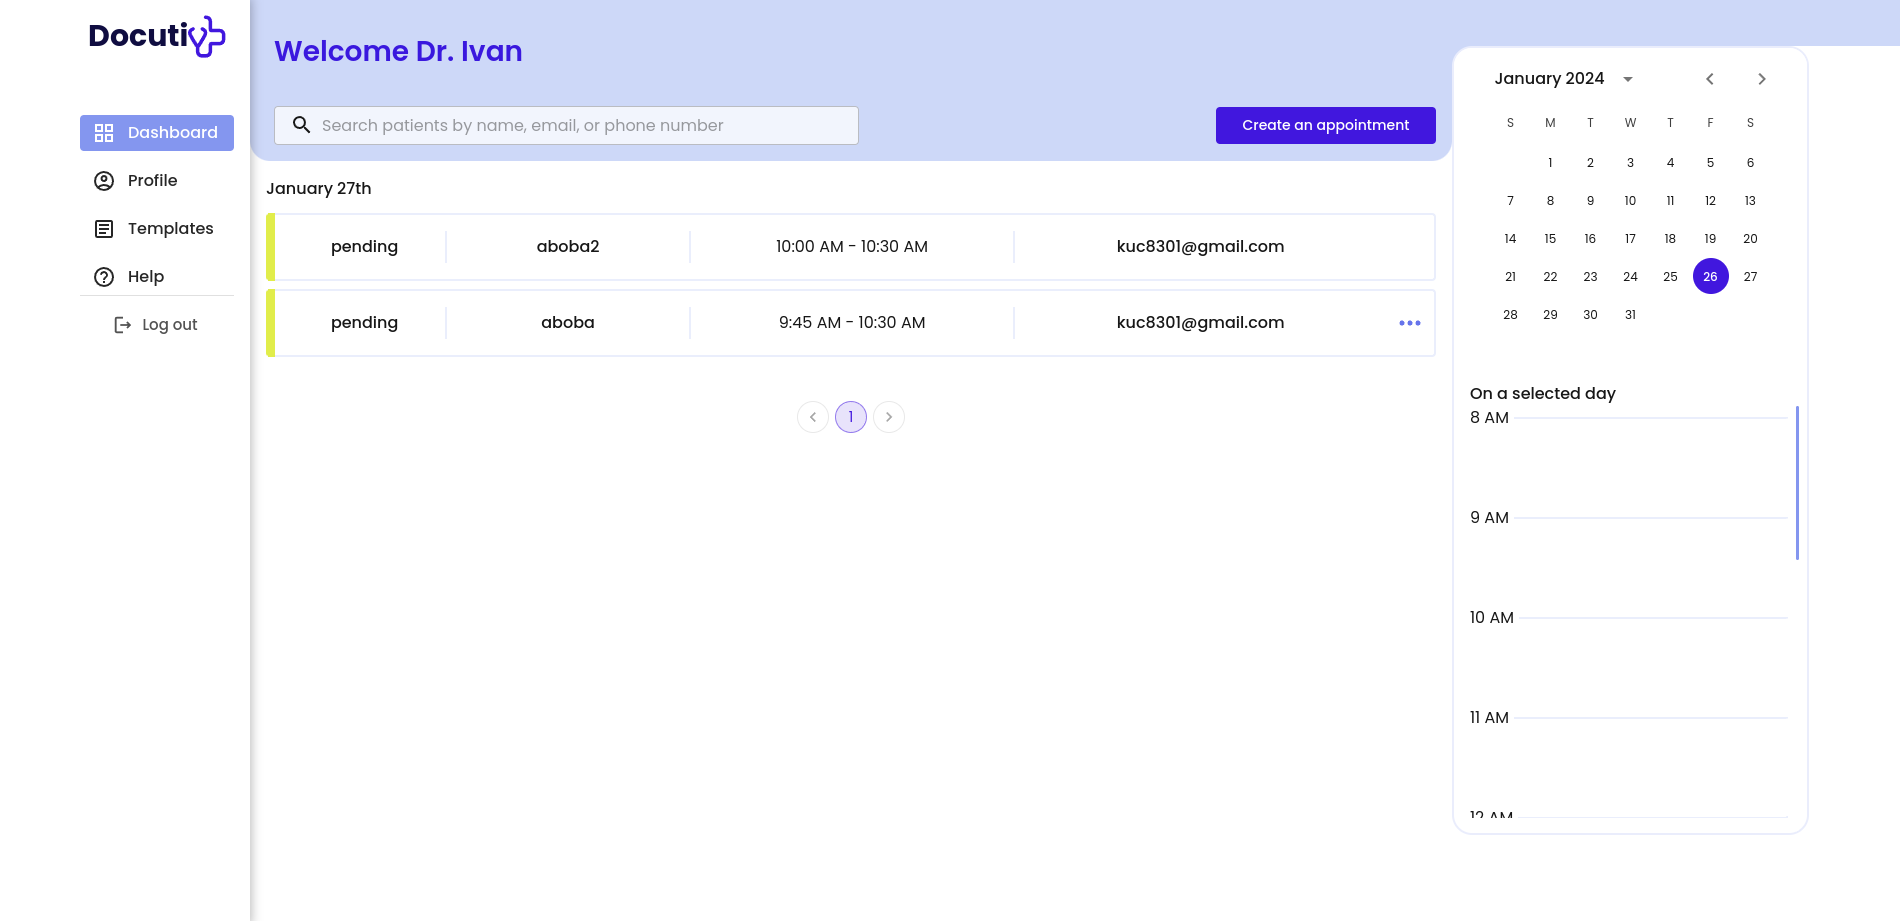 Docutiv
Dashboard
Profile
Templates
Help
Log out
Welcome Dr. Ivan
Search patients by name, email, or phone number
Create an appointment
January 27th
pending aboba2 10:00 AM - 10:30 AM kuc8301@gmail.com
pending aboba 9:45 AM - 10:30 AM kuc8301@gmail.com
1
January 2024
S M T W T F S
1 2 3 4 5 6
7 8 9 10 11 12 13
14 15 16 17 18 19 20
21 22 23 24 25 26 27
28 29 30 31
On a selected day
8 AM
9 AM
10 AM
11 AM
12 AM